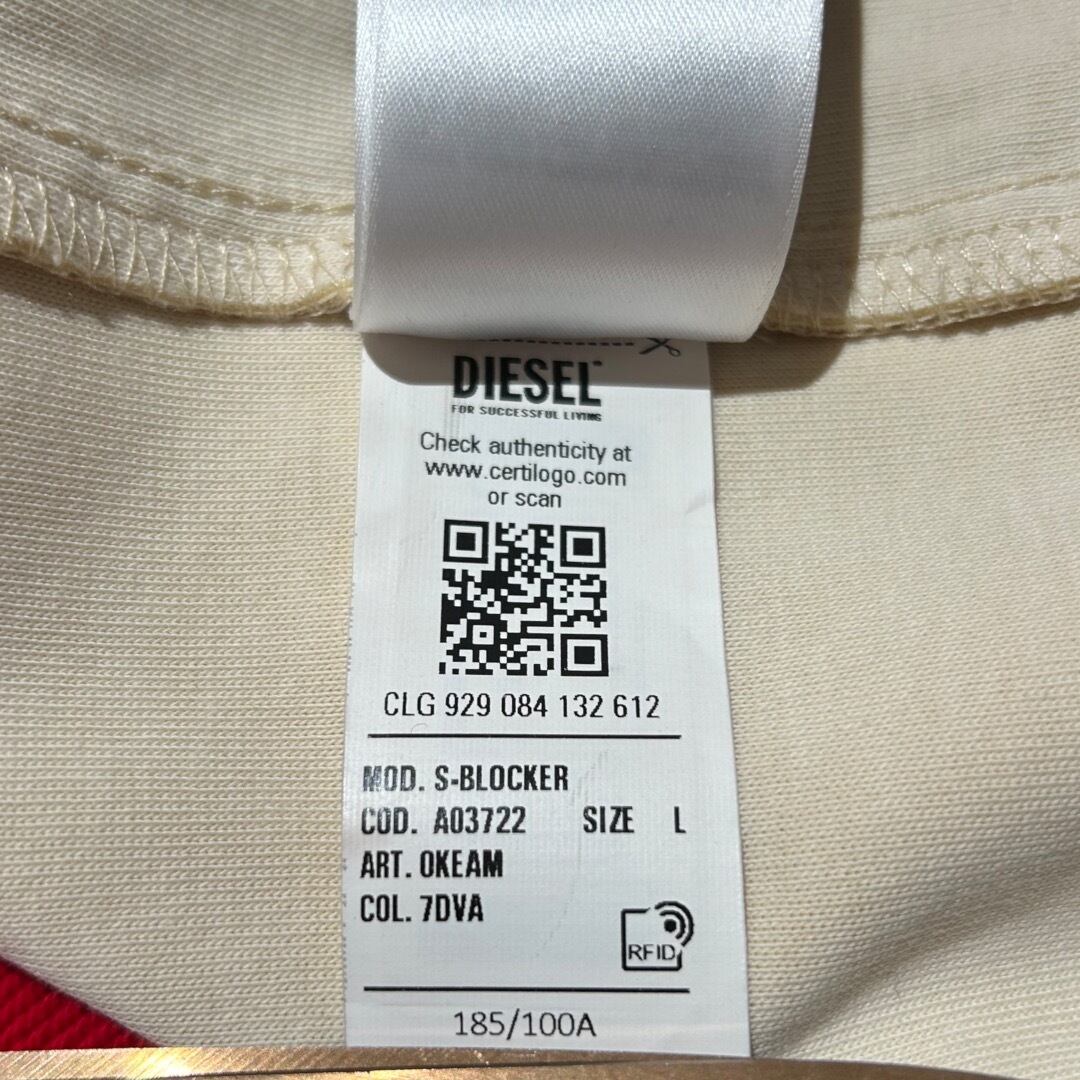 DIESEL
FOR SUCCESSFUL LIVING
Check authenticity at
www.certilogo.com
or scan
CLG 929 084 132 612
MOD. S-BLOCKER
COD. A03722 SIZE L
ART. OKEAM
COL. 7DVA
RFID
185/100A